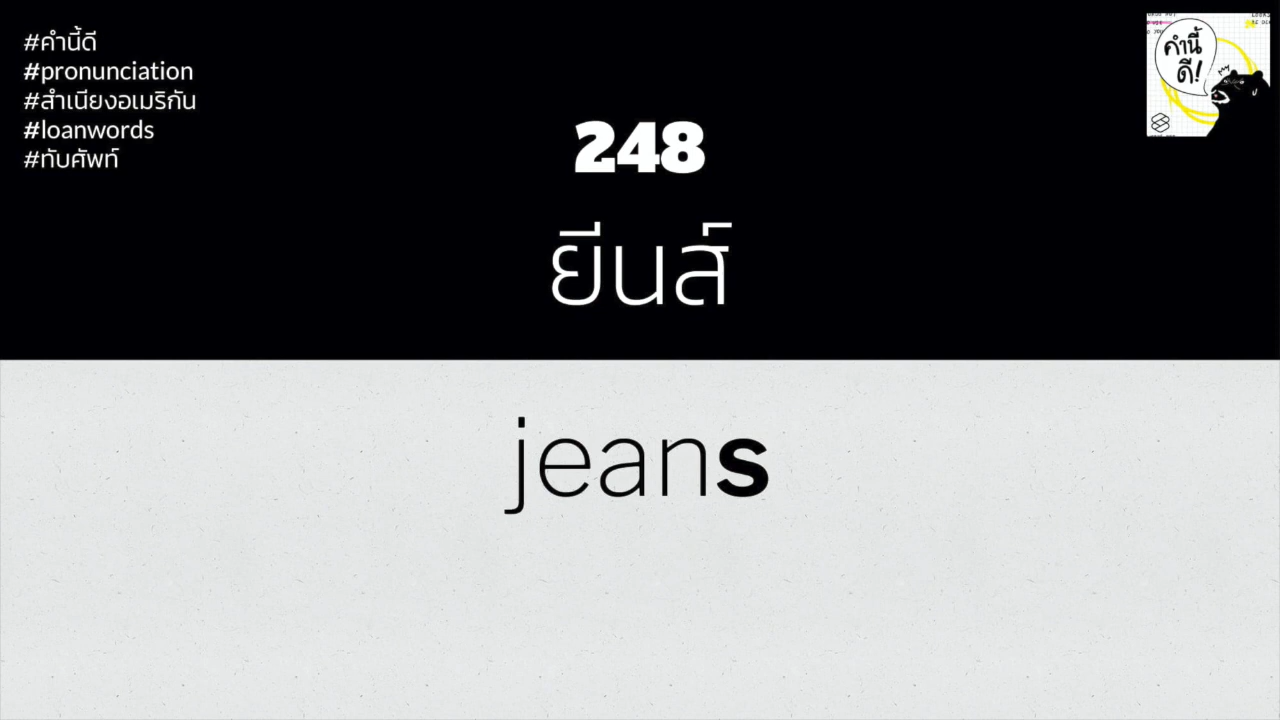 #คำนี้ดี
#pronunciation
#สำเนียงอเมริกัน
#loanwords
#ทับศัพท์
คำนี้
ดี!
248
ยีนส์
jeans